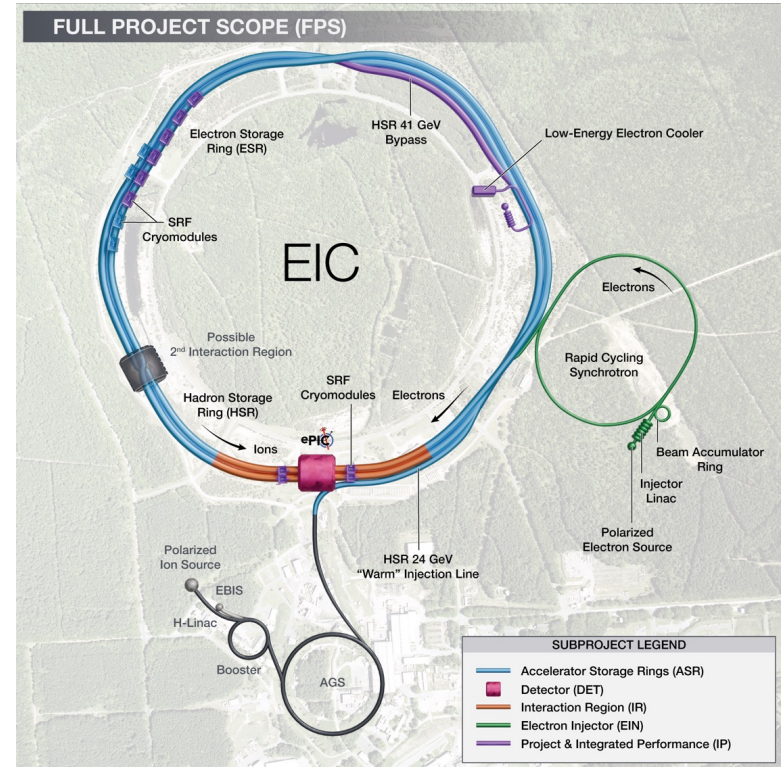 FULL PROJECT SCOPE (FPS)
Electron Storage
Ring (ESR)
HSR 41 GeV
Bypass
Low-Energy Electron Cooler
SRF
Cryomodules
EIC
Electrons
Rapid Cycling
Synchrotron
Possible
2nd Interaction Region
SRF
Cryomodules
Electrons
Hadron Storage
Ring (HSR)
Ions
ePIC
Beam Accumulator
Ring
Injector
Linac
Polarized
Electron Source
HSR 24 GeV
“Warm” Injection Line
Polarized
Ion Source
EBIS
H-Linac
Booster
AGS
SUBPROJECT LEGEND
Accelerator Storage Rings (ASR)
Detector (DET)
Interaction Region (IR)
Electron Injector (EIN)
Project & Integrated Performance (IP)